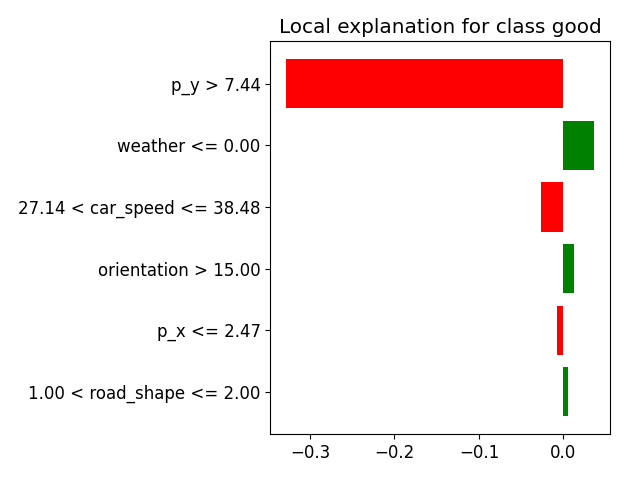 Local explanation for class good
p_y > 7.44
weather <= 0.00
27.14 < car_speed <= 38.48
orientation > 15.00
p_x <= 2.47
1.00 < road_shape <= 2.00
−0.3 −0.2 −0.1 0.0